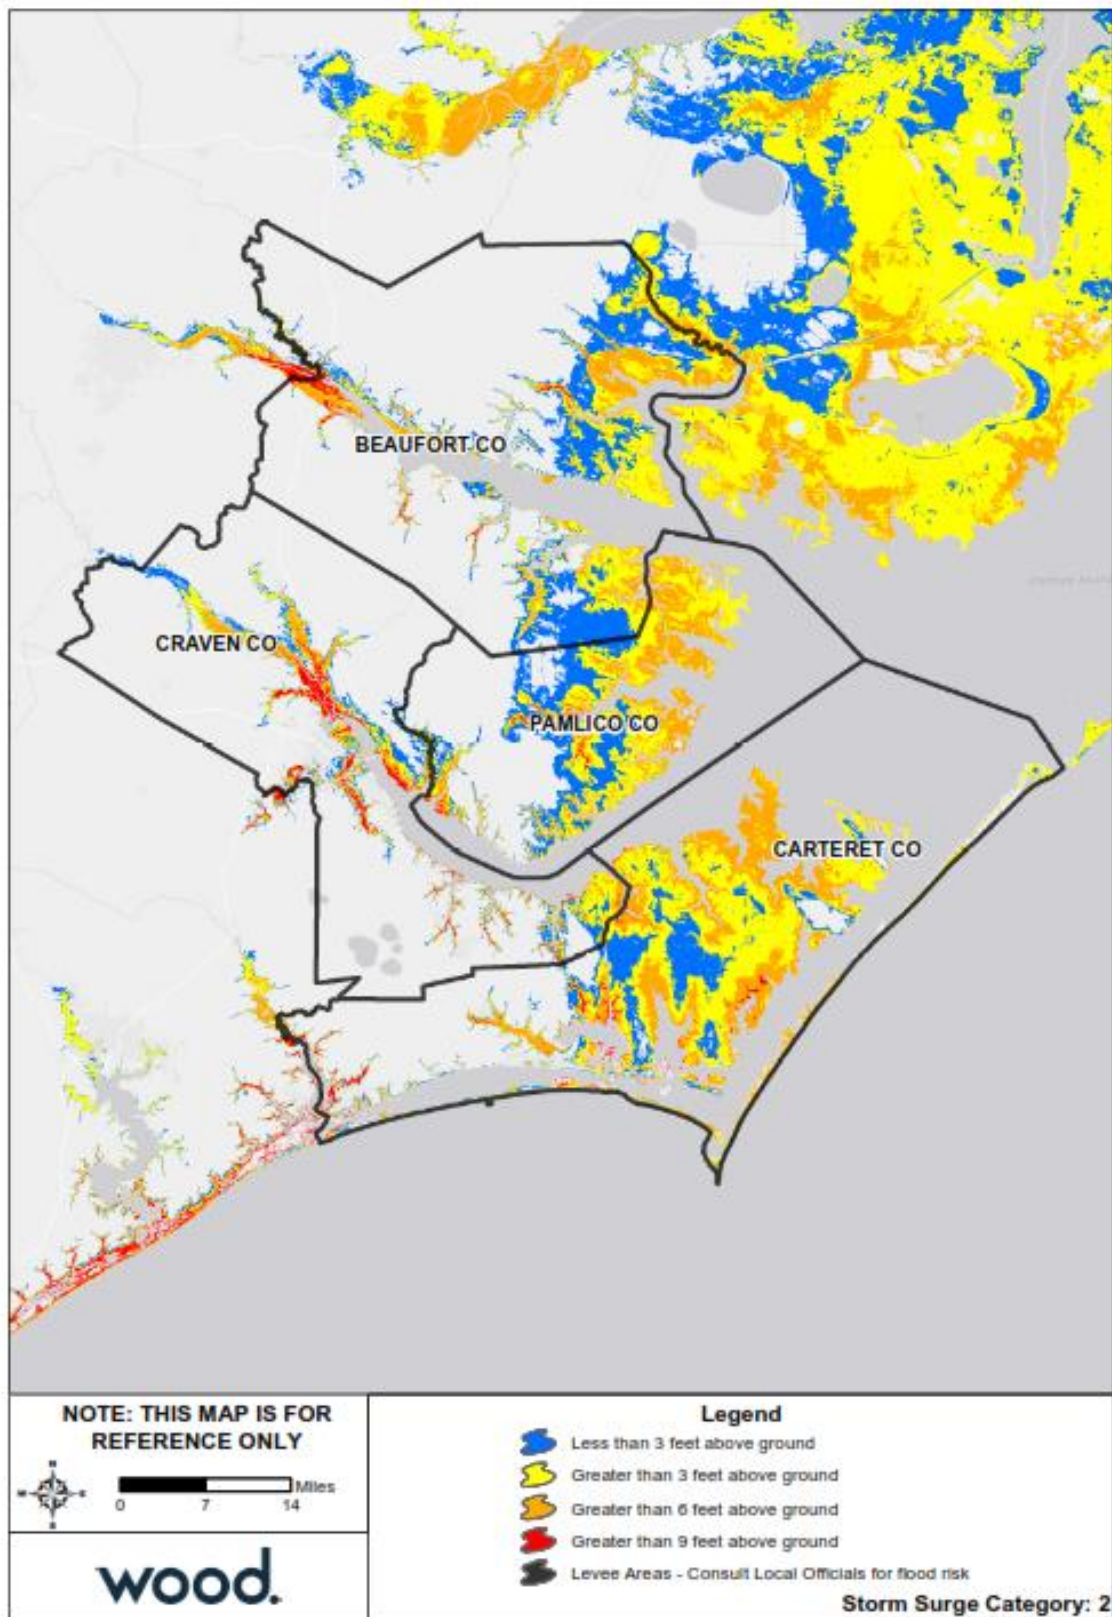 BEAUFORT CO
CRAVEN CO
PAMLICO CO
CARTERET CO
NOTE: THIS MAP IS FOR
REFERENCE ONLY
N
W E
S
Miles
0 7 14
wood.
Legend
Less than 3 feet above ground
Greater than 3 feet above ground
Greater than 6 feet above ground
Greater than 9 feet above ground
Levee Areas - Consult Local Officials for flood risk
Storm Surge Category: 2